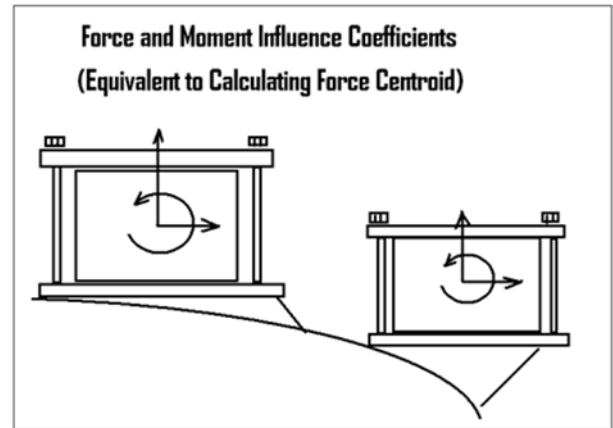 Force and Moment Influence Coefficients
(Equivalent to Calculating Force Centroid)